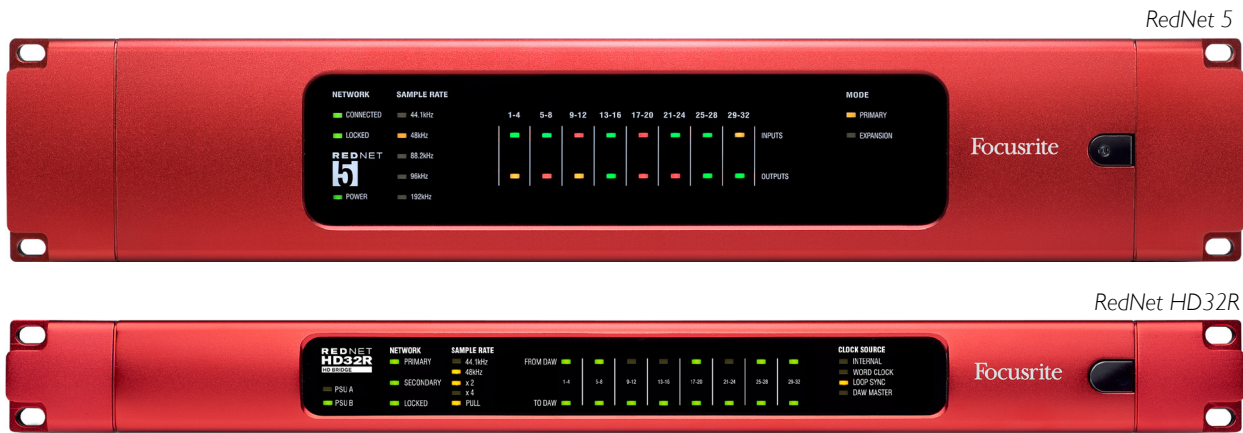 RedNet 5
NETWORK SAMPLE RATE MODE
CONNECTED 44.1kHz 1-4 5-8 9-12 13-16 17-20 21-24 25-28 29-32 PRIMARY
LOCKED 48kHz INPUTS EXPANSION
REDNET 88.2kHz Focusrite
5 96kHz OUTPUTS
POWER 192kHz
RedNet HD32R
REDNET NETWORK SAMPLE RATE CLOCK SOURCE
HD32R PRIMARY 44.1kHz FROM DAW INTERNAL
HD BRIDGE 48kHz WORD CLOCK Focusrite
SECONDARY x 2 1-4 5-8 9-12 13-16 17-20 21-24 25-28 29-32 LOOP SYNC
PSU A x 4 DAW MASTER
PSU B LOCKED PULL TO DAW